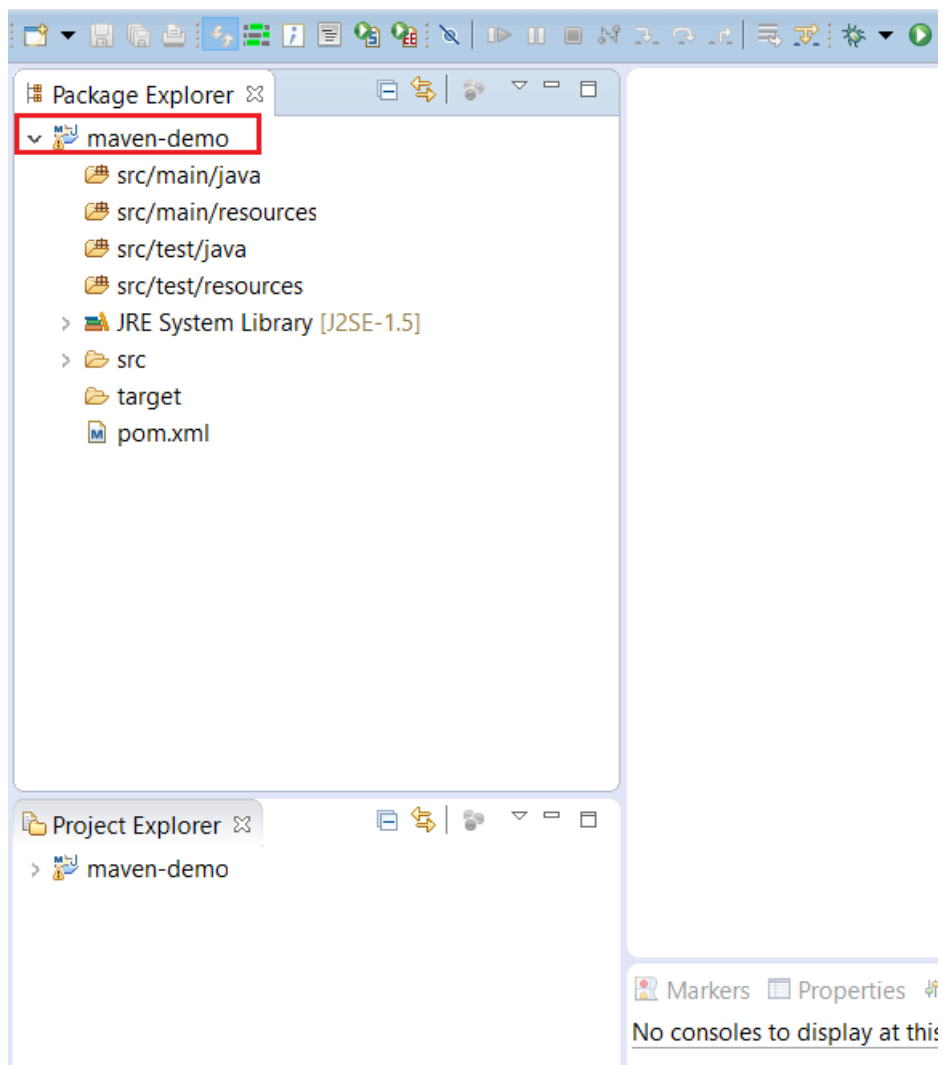 Package Explorer
maven-demo
src/main/java
src/main/resources
src/test/java
src/test/resources
JRE System Library [J2SE-1.5]
src
target
pom.xml
Project Explorer
maven-demo
Markers Properties
No consoles to display at this